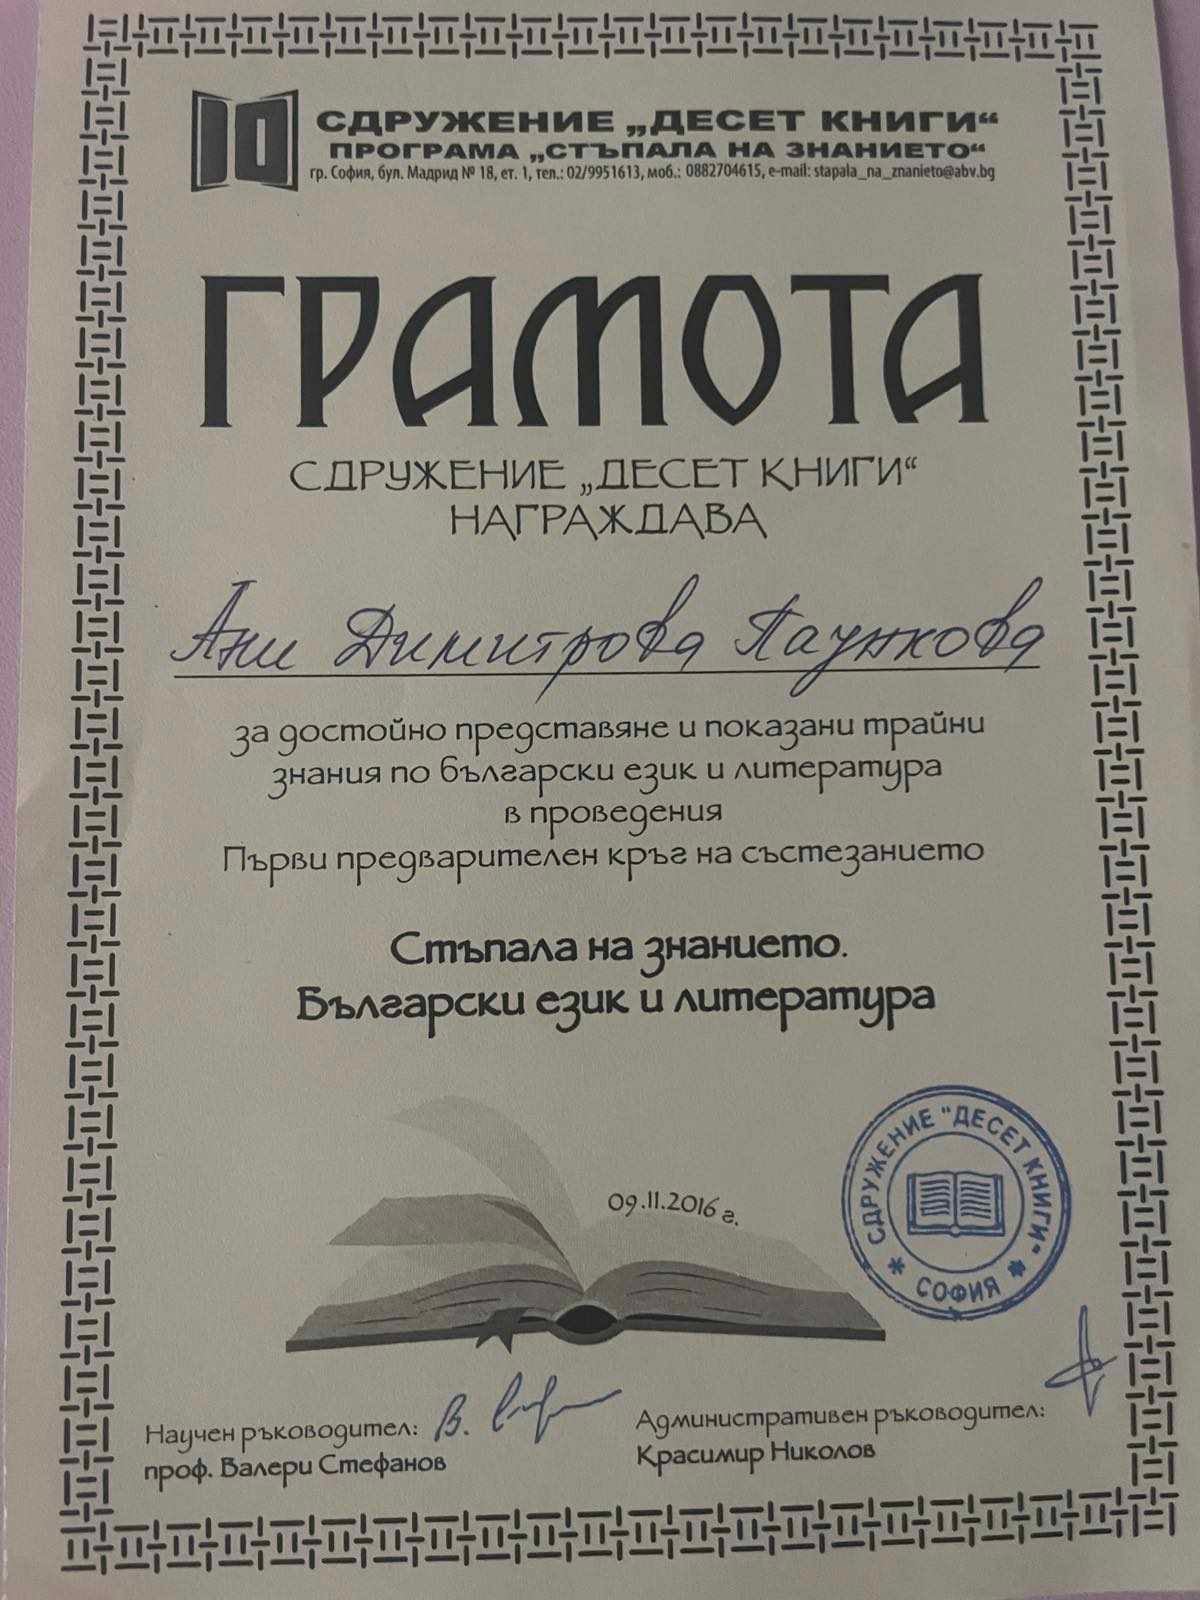 СДРУЖЕНИЕ „ДЕСЕТ КНИГИ“
ПРОГРАМА „СТЪПАЛА НА ЗНАНИЕТО“
гр. София, бул. Мадрид № 18, ет. 1, тел.: 02/9951613, моб.: 0882704615, e-mail: stapala_na_znanieto@abv.bg
ГРАМОТА
СДРУЖЕНИЕ „ДЕСЕТ КНИГИ“
НАГРАЖДАВА
Ани Димитрова Паункова
за достойно представяне и показани трайни
знания по български език и литература
в проведения
Първи предварителен кръг на състезанието
Стъпала на знанието.
Български език и литература
09.11.2016 г.
СДРУЖЕНИЕ "ДЕСЕТ КНИГИ"
* СОФИЯ *
Научен ръководител:
проф. Валери Стефанов
Административен ръководител:
Красимир Николов